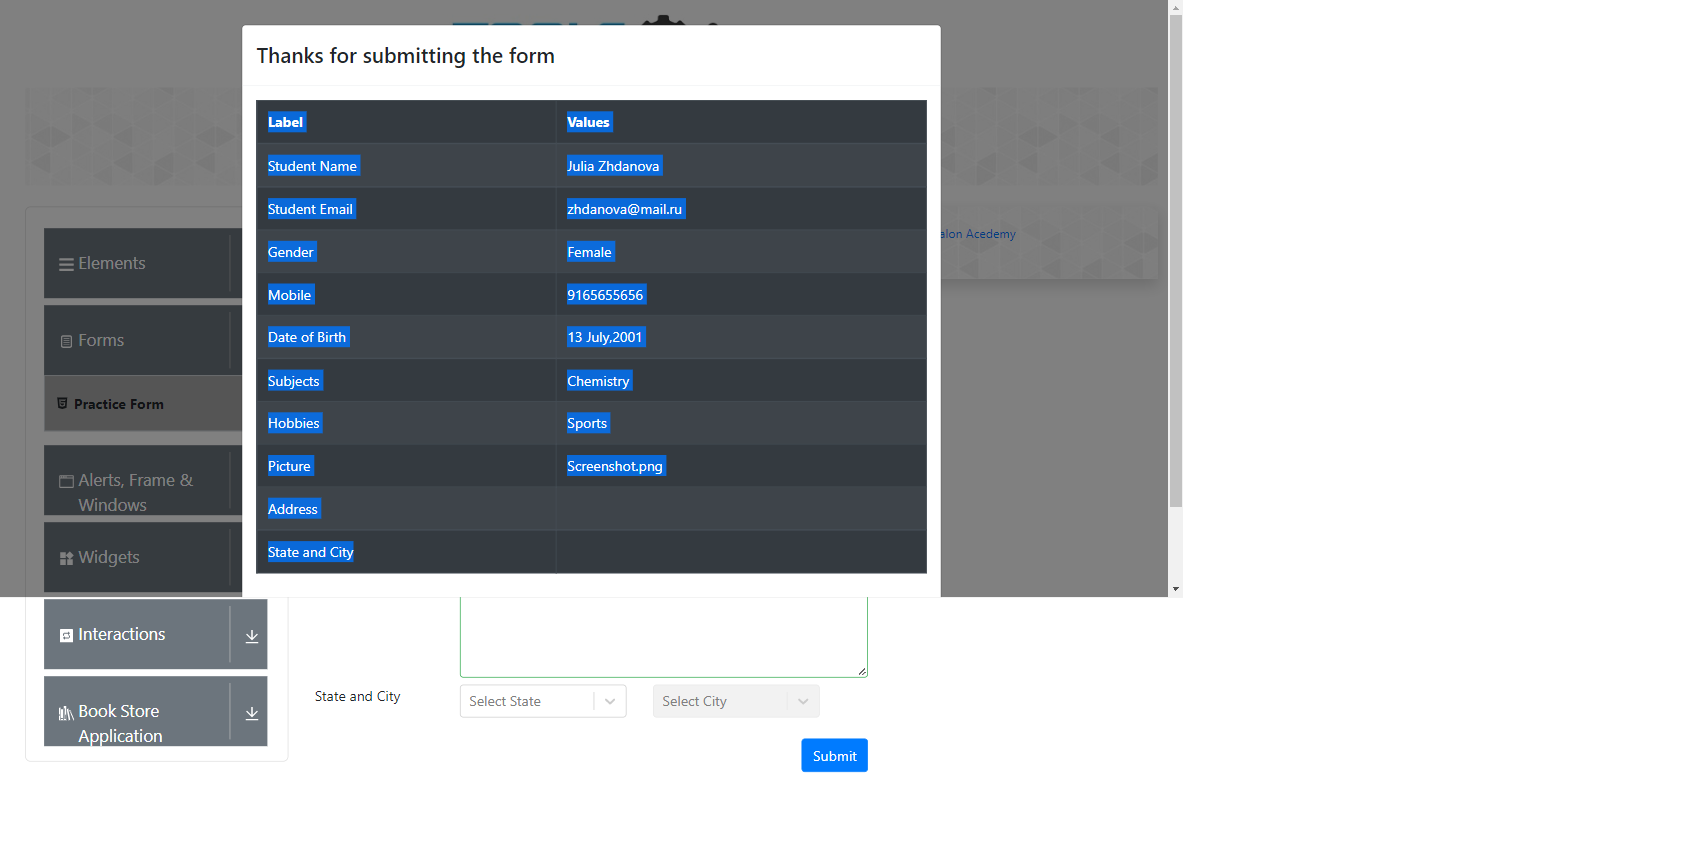 Thanks for submitting the form
Label Values
Student Name Julia Zhdanova
Student Email zhdanova@mail.ru
Gender Female
Mobile 9165655656
Date of Birth 13 July,2001
Subjects Chemistry
Hobbies Sports
Picture Screenshot.png
Address
State and City
Elements
Forms
Practice Form
Alerts, Frame &
Windows
Widgets
Interactions
Book Store
Application
alon Acedemy
State and City Select State Select City
Submit